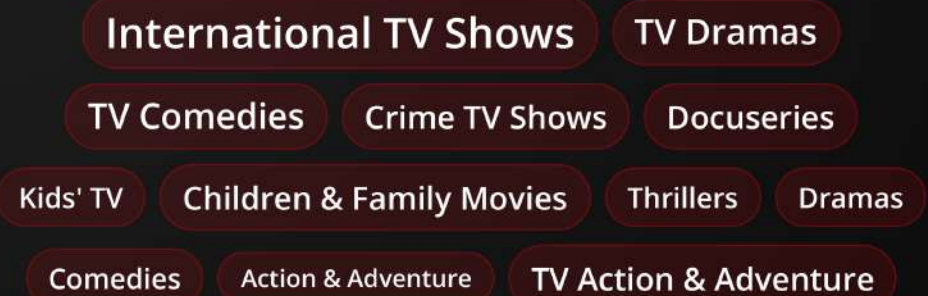 International TV Shows TV Dramas
TV Comedies Crime TV Shows Docuseries
Kids' TV Children & Family Movies Thrillers Dramas
Comedies Action & Adventure TV Action & Adventure